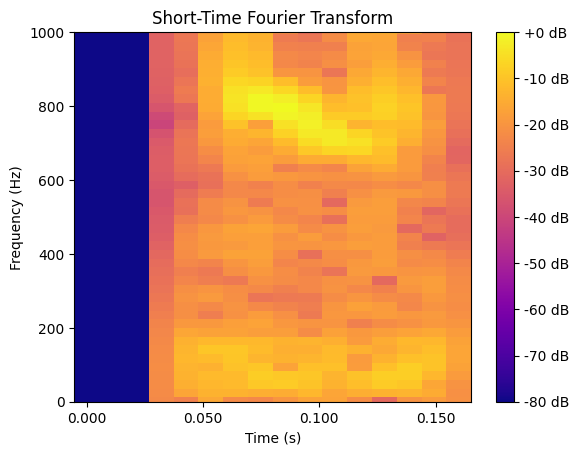 Short-Time Fourier Transform
1000
800
600
400
200
0
Frequency (Hz)
0.000
0.050
0.100
0.150
Time (s)
+0 dB
-10 dB
-20 dB
-30 dB
-40 dB
-50 dB
-60 dB
-70 dB
-80 dB